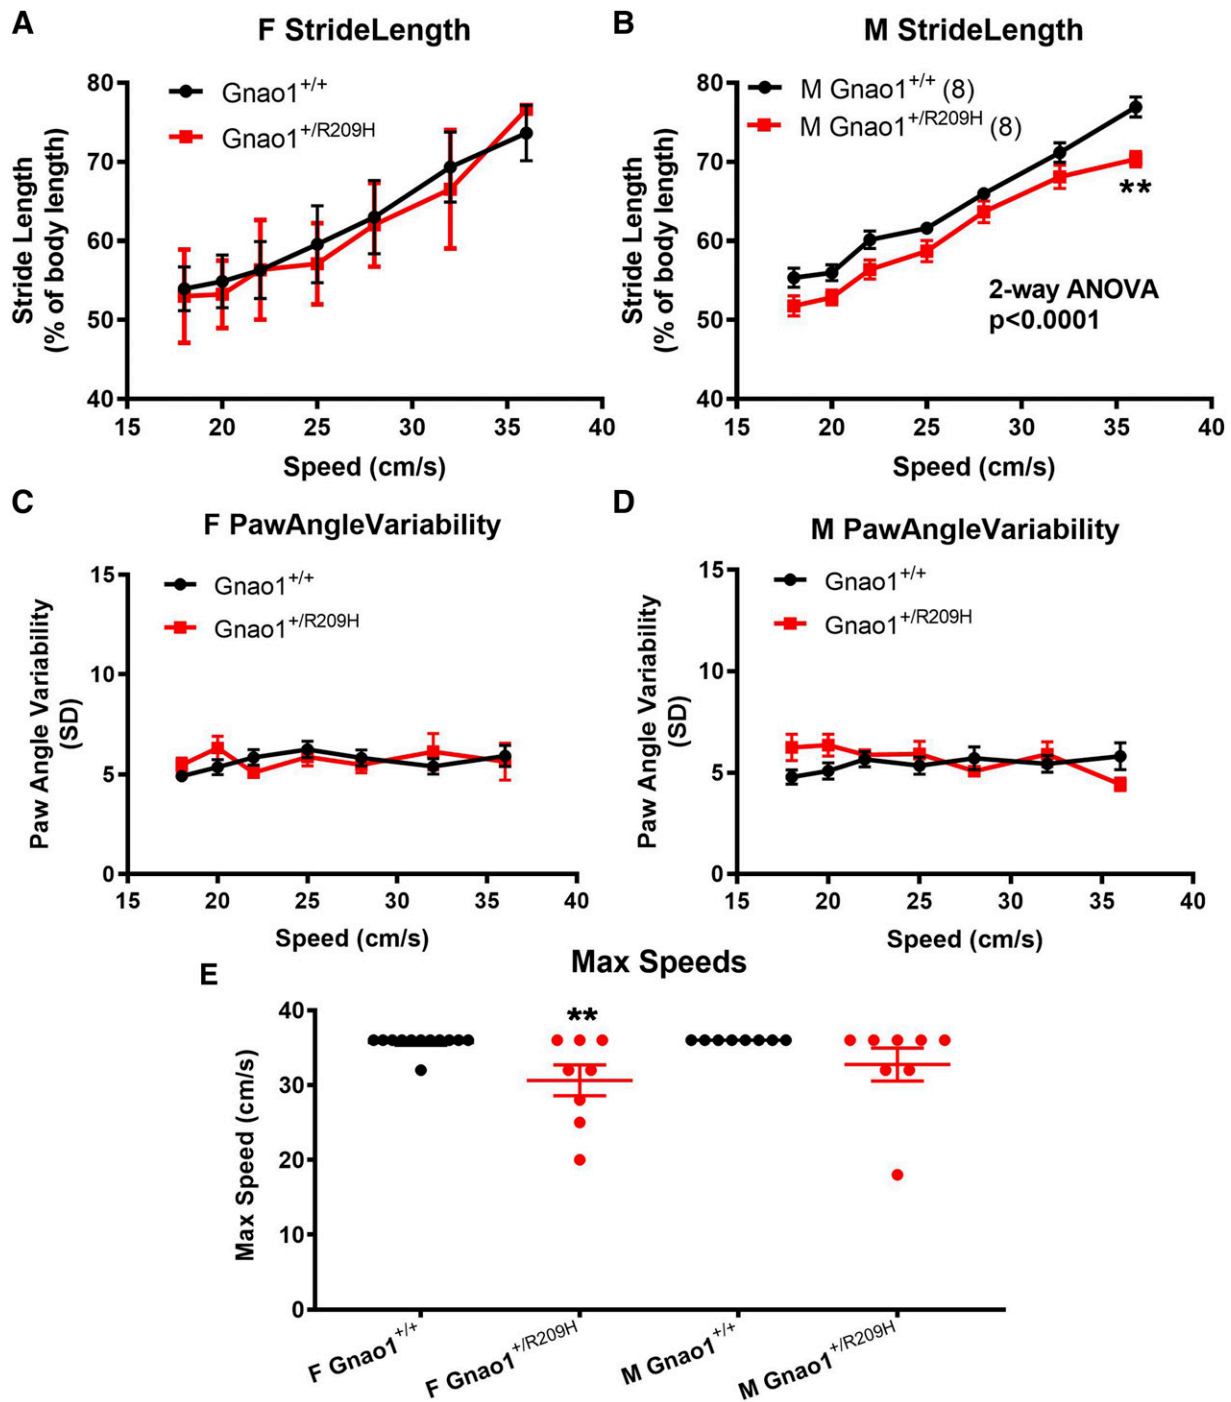 A
F StrideLength
Gnao1+/+
Gnao1+/R209H
Stride Length
(% of body length)
80
70
60
50
40
15 20 25 30 35 40
Speed (cm/s)
B
M StrideLength
M Gnao1+/+ (8)
M Gnao1+/R209H (8)
Stride Length
(% of body length)
80
70
60
50
40
**
2-way ANOVA
p<0.0001
15 20 25 30 35 40
Speed (cm/s)
C
F PawAngleVariability
Gnao1+/+
Gnao1+/R209H
Paw Angle Variability
(SD)
15
10
5
0
15 20 25 30 35 40
Speed (cm/s)
D
M PawAngleVariability
Gnao1+/+
Gnao1+/R209H
Paw Angle Variability
(SD)
15
10
5
0
15 20 25 30 35 40
Speed (cm/s)
E
Max Speeds
**
Max Speed (cm/s)
40
30
20
10
0
F Gnao1+/+
F Gnao1+/R209H
M Gnao1+/+
M Gnao1+/R209H